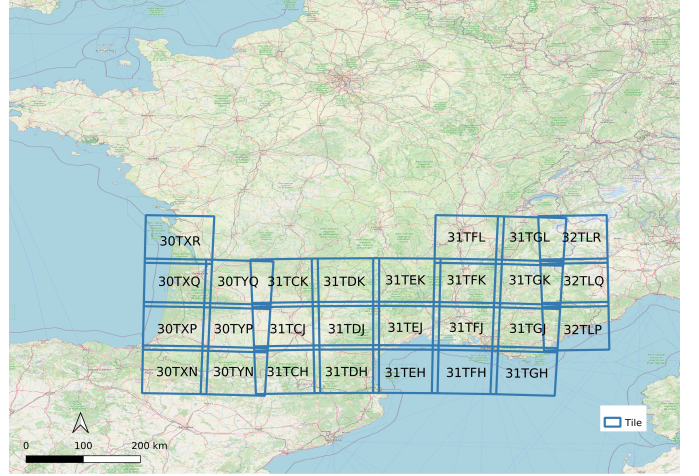 30TXR 31TFL 31TGL 32TLR
30TXQ 30TYQ 31TCK 31TDK 31TEK 31TFK 31TGK 32TLQ
30TXP 30TYP 31TCJ 31TDJ 31TEJ 31TFJ 31TGJ 32TLP
30TXN 30TYN 31TCH 31TDH 31TEH 31TFH 31TGH
Tile
0 100 200 km